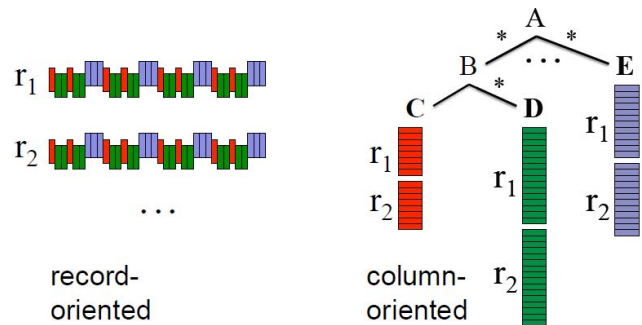 r1
r2
...
record-
oriented
A
* *
B ... E
*
C D
r1
r2
r1
r2
r1
r2
column-
oriented